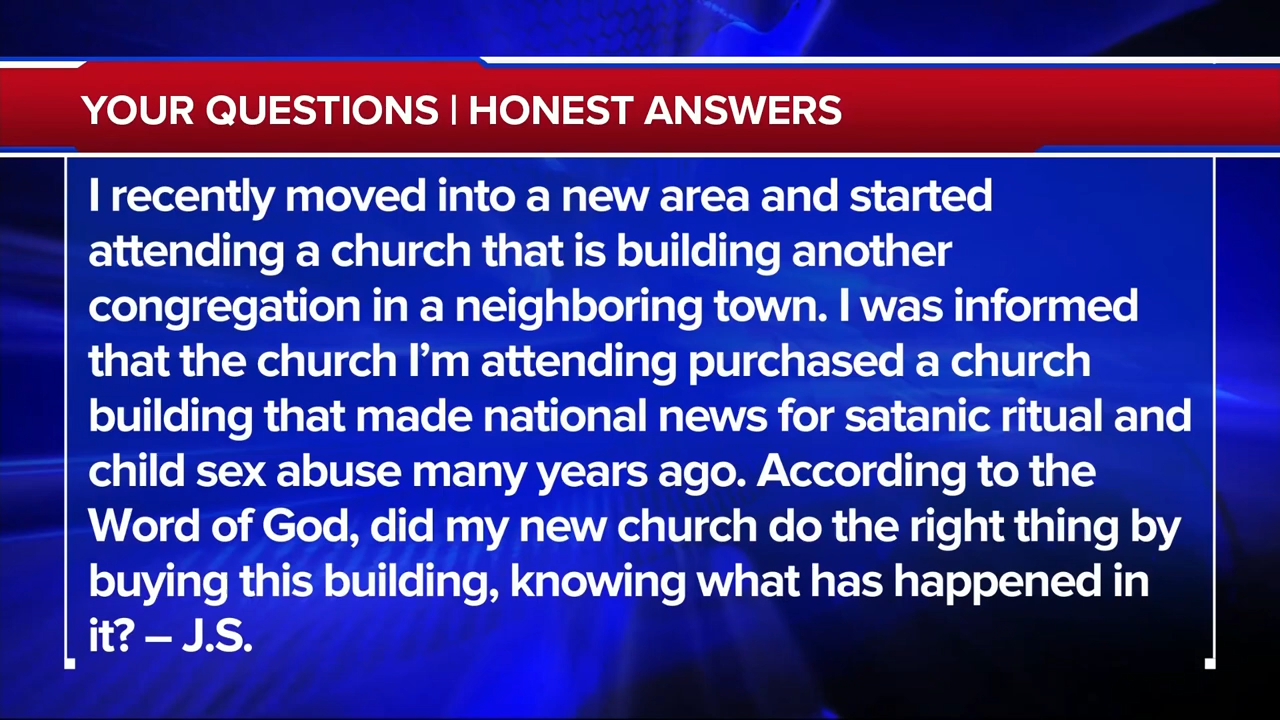 YOUR QUESTIONS | HONEST ANSWERS
I recently moved into a new area and started
attending a church that is building another
congregation in a neighboring town. I was informed
that the church I’m attending purchased a church
building that made national news for satanic ritual and
child sex abuse many years ago. According to the
Word of God, did my new church do the right thing by
buying this building, knowing what has happened in
it? – J.S.